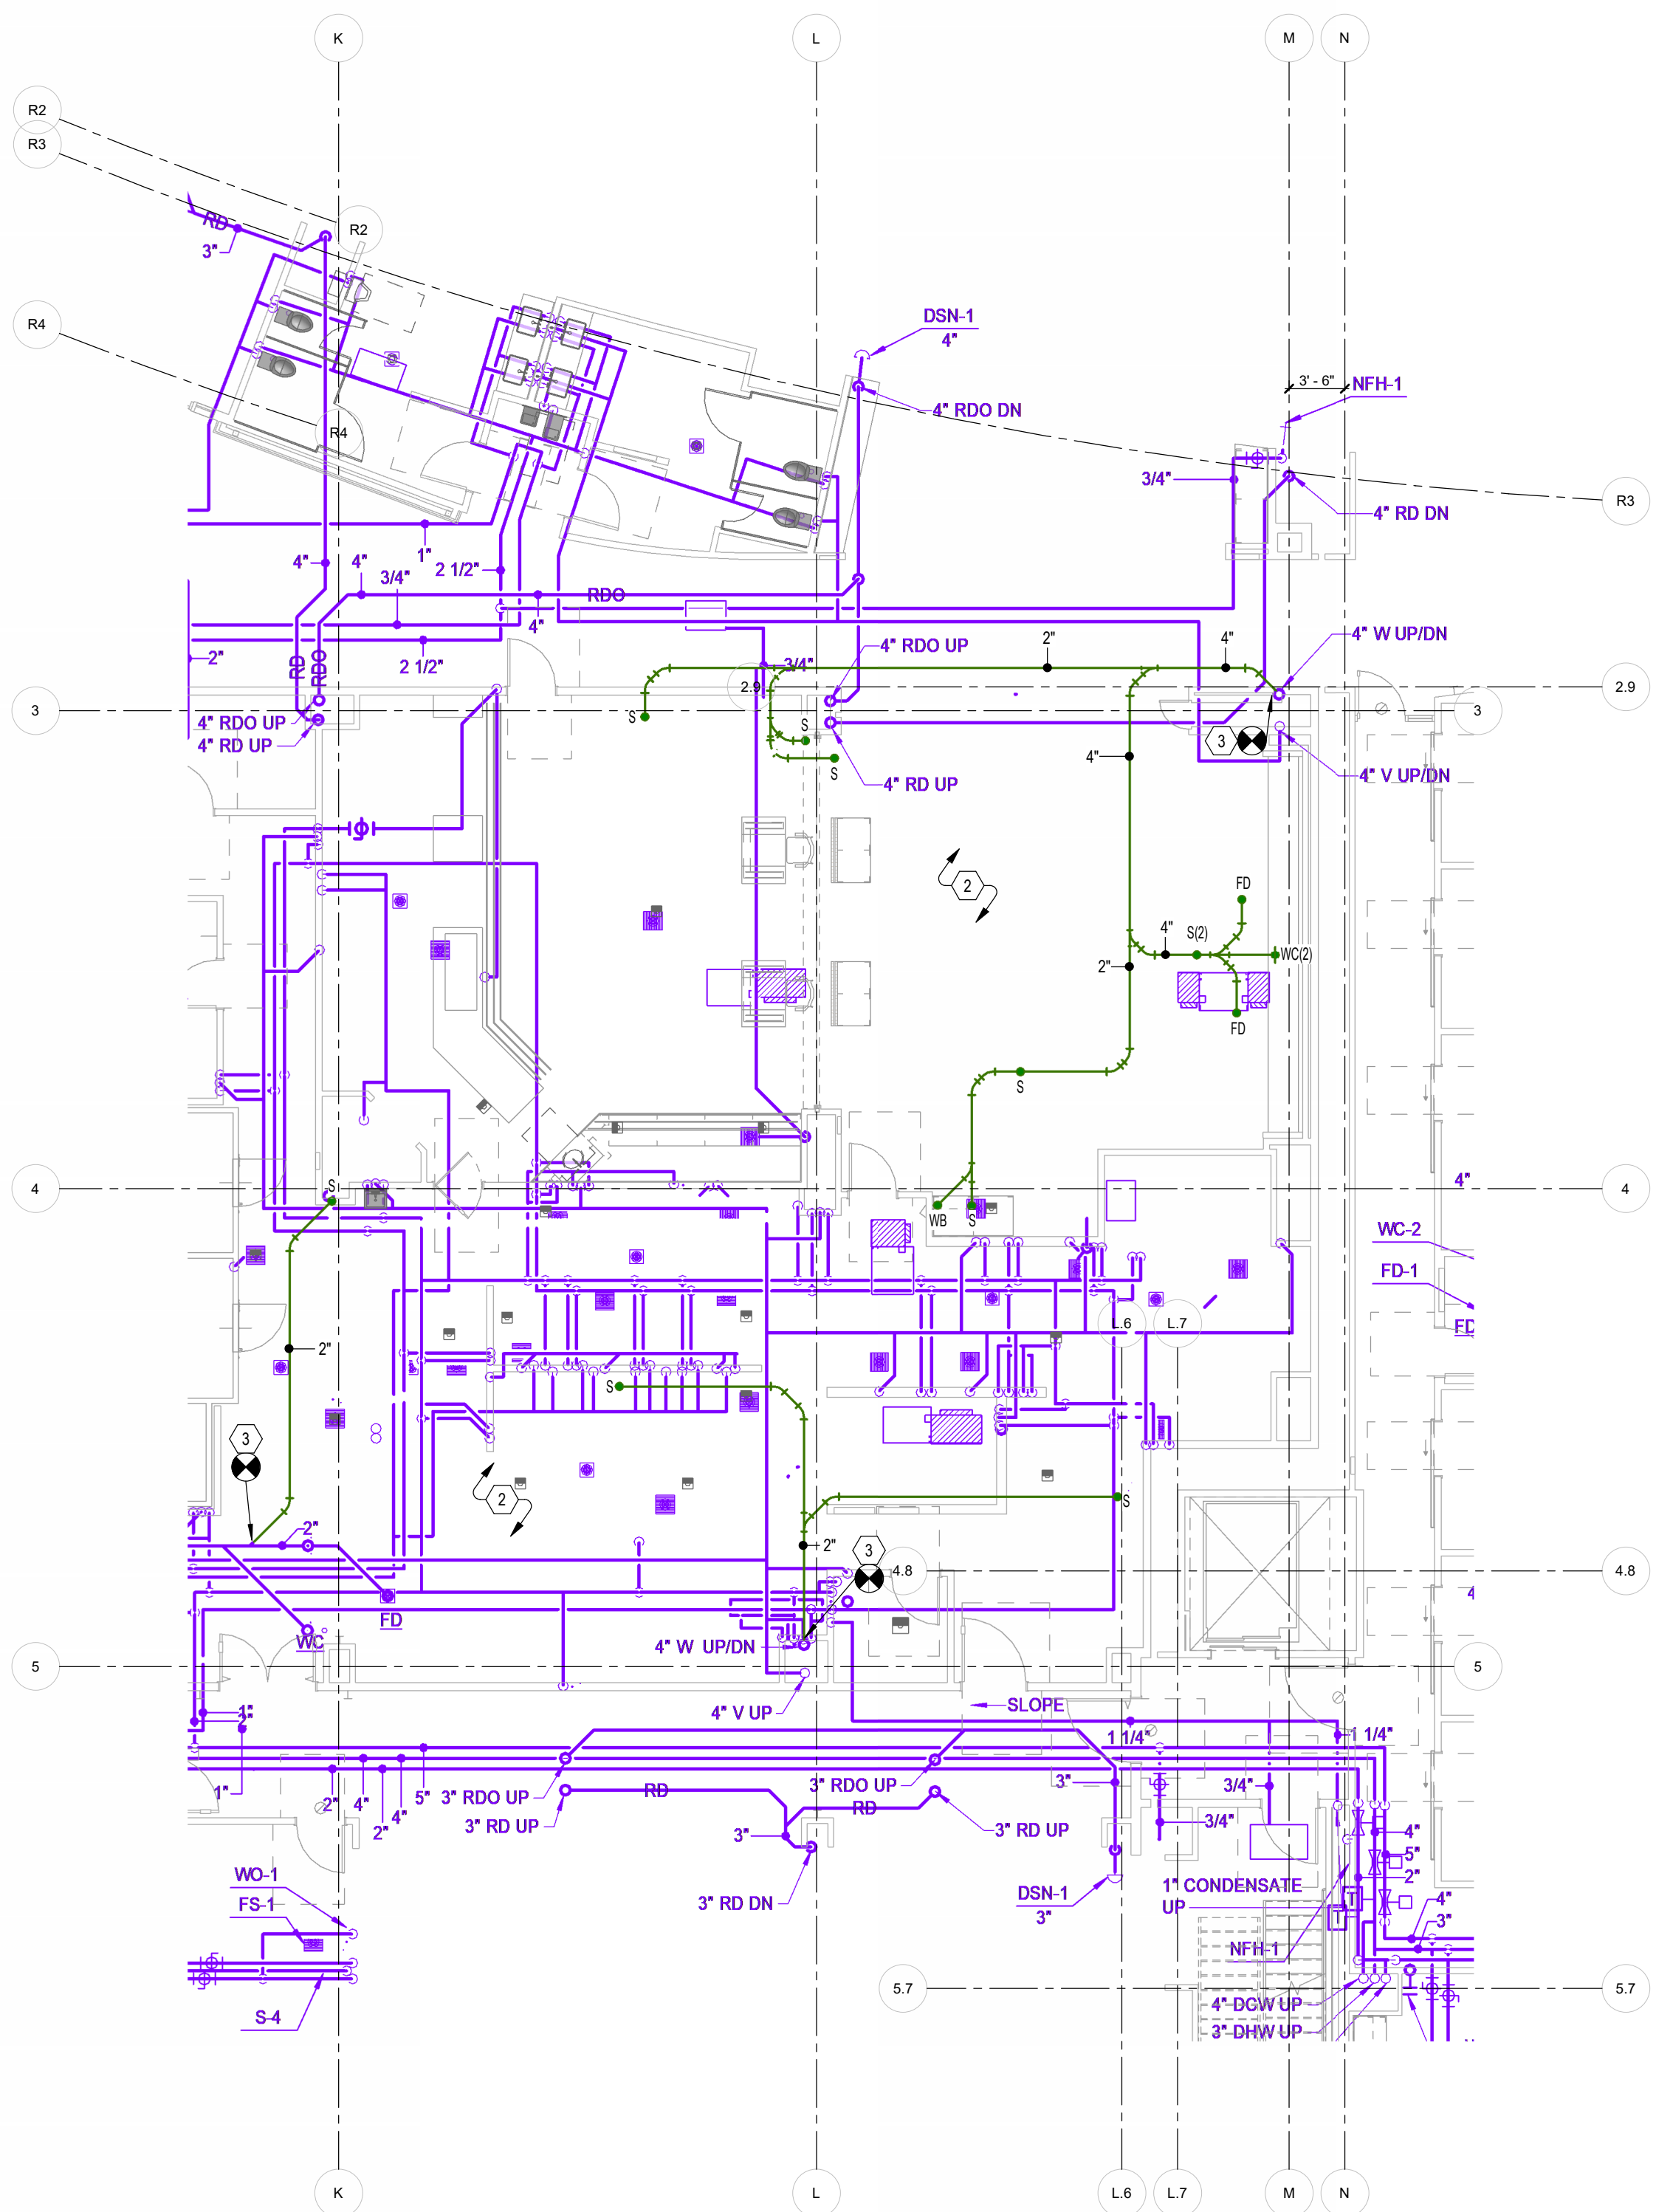 K
L
M
N
R2
R3
R2
RD
3"
R4
DSN-1
4"
3' - 6"
NFH-1
4" RDO DN
R4
3/4"
R3
4" RD DN
1"
4"
4"
3/4"
2 1/2"
RDO
4"
2"
RD
RDO
2 1/2"
3/4"
4" RDO UP
2"
4"
4" W UP/DN
2.9
2.9
3
4" RDO UP
4" RD UP
S
S
S
3
3
4" RD UP
4"
4" V UP/DN
2
FD
4"
S(2)
WC(2)
2"
FD
S
4
S
4"
4
WB
S
WC-2
FD-1
L.6
L.7
FD
2"
S
3
2
S
2"
2"
3
4.8
4.8
4
FD
WC
4" W UP/DN
5
5
4" V UP
SLOPE
1"
2"
1 1/4"
1 1/4"
1"
2"
4"
2"
4"
5"
3" RDO UP
RD
3" RDO UP
3"
3/4"
3" RD UP
RD
3"
3" RD UP
3/4"
4"
5"
2"
WO-1
FS-1
3" RD DN
DSN-1
3"
1" CONDENSATE
UP
T
T
4"
3"
NFH-1
5.7
5.7
S-4
4" DCW UP
3" DHW UP
K
L
L.6
L.7
M
N